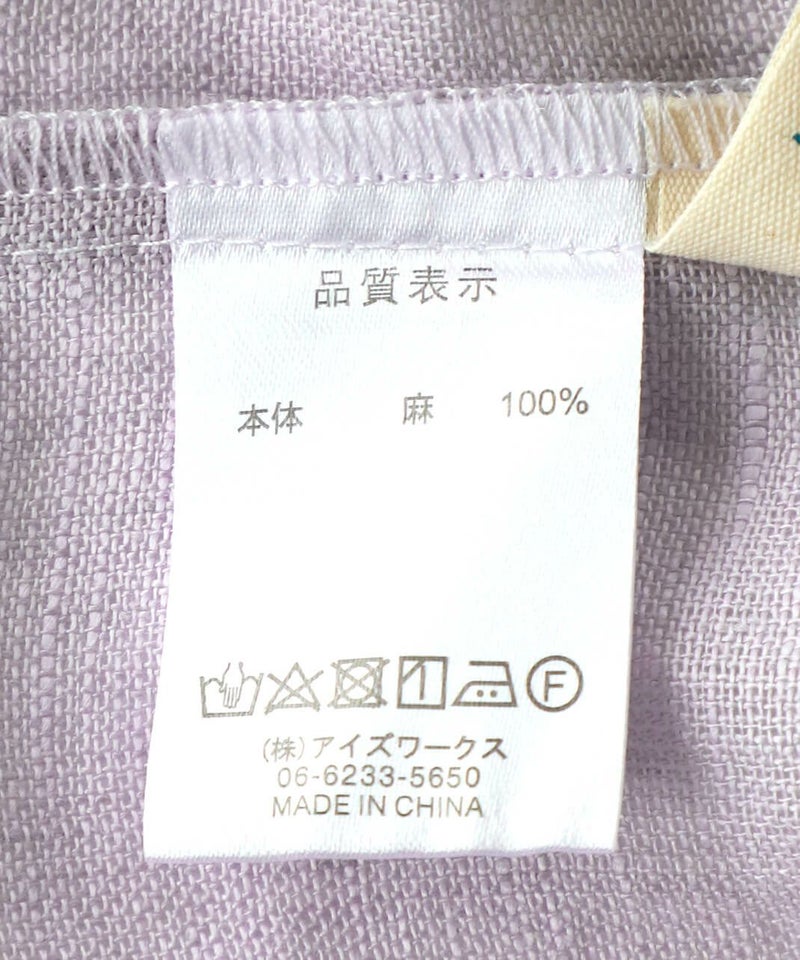 品質表示
本体 麻 100%
F
(株)アイズワークス
06-6233-5650
MADE IN CHINA